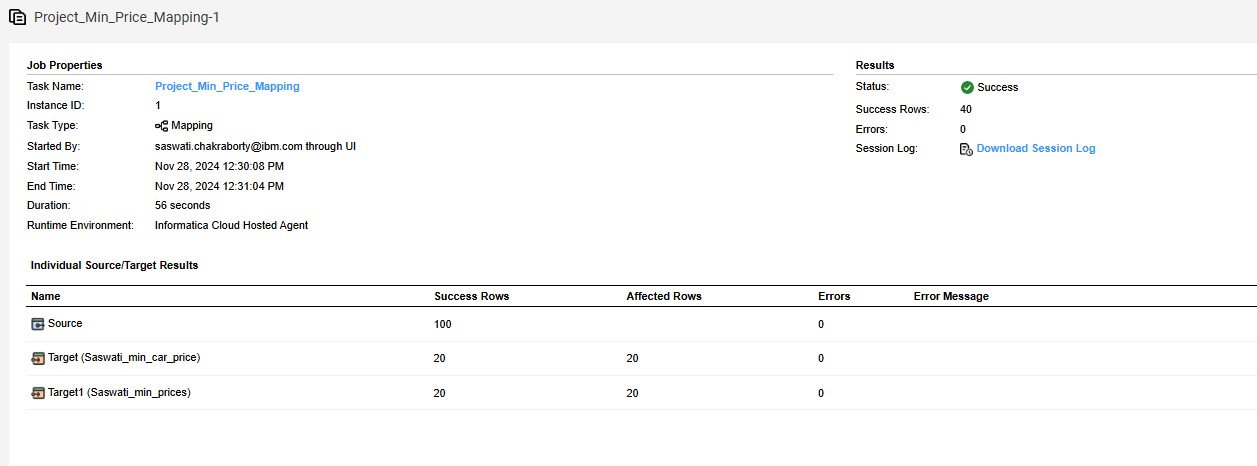 Project_Min_Price_Mapping-1
Job Properties
Task Name: Project_Min_Price_Mapping
Instance ID: 1
Task Type: Mapping
Started By: saswati.chakraborty@ibm.com through UI
Start Time: Nov 28, 2024 12:30:08 PM
End Time: Nov 28, 2024 12:31:04 PM
Duration: 56 seconds
Runtime Environment: Informatica Cloud Hosted Agent
Results
Status: Success
Success Rows: 40
Errors: 0
Session Log: Download Session Log
Individual Source/Target Results
Name Success Rows Affected Rows Errors Error Message
Source 100 0
Target (Saswati_min_car_price) 20 20 0
Target1 (Saswati_min_prices) 20 20 0